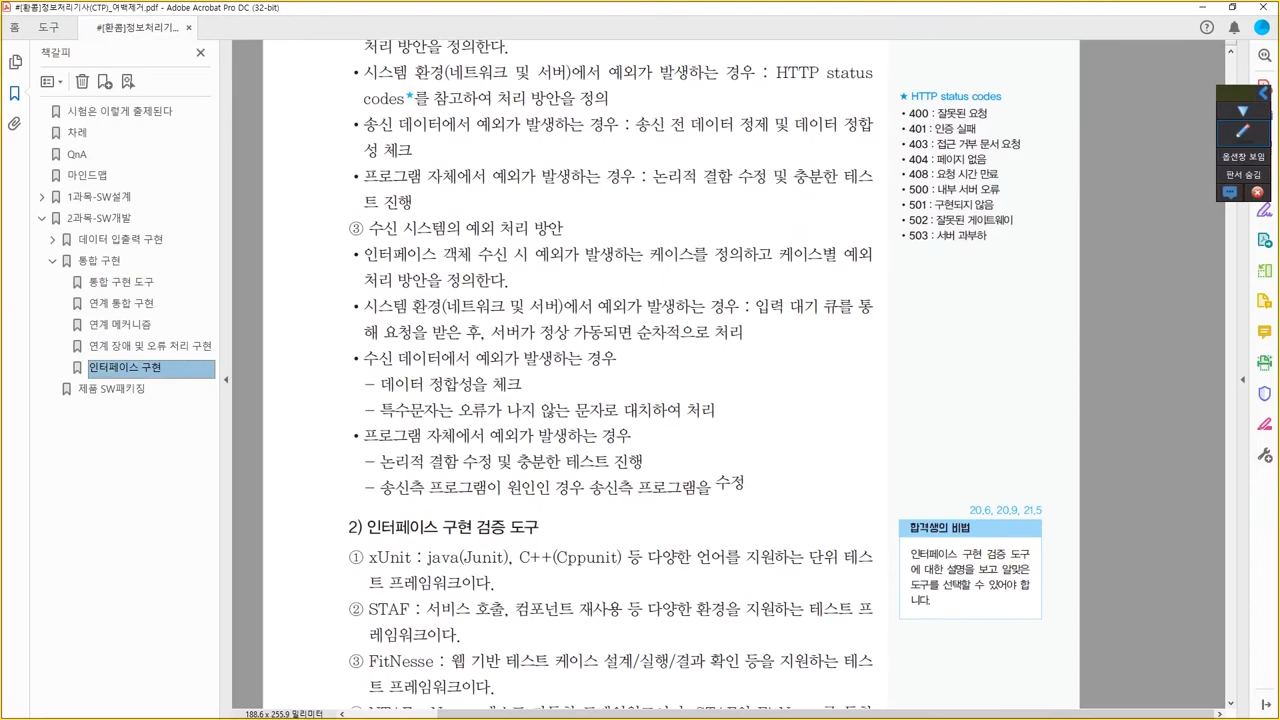 #[환콤]정보처리기사(CTP)_여백제거.pdf - Adobe Acrobat Pro DC (32-bit)
홈
도구
#[환콤]정보처리기...
책갈피
시험은 이렇게 출제된다
차례
QnA
마인드맵
1과목-SW설계
2과목-SW개발
데이터 입출력 구현
통합 구현
통합 구현 도구
연계 통합 구현
연계 메커니즘
연계 장애 및 오류 처리 구현
인터페이스 구현
제품 SW패키징
처리 방안을 정의한다.
• 시스템 환경(네트워크 및 서버)에서 예외가 발생하는 경우 : HTTP status
codes★를 참고하여 처리 방안을 정의
• 송신 데이터에서 예외가 발생하는 경우 : 송신 전 데이터 정제 및 데이터 정합
성 체크
• 프로그램 자체에서 예외가 발생하는 경우 : 논리적 결함 수정 및 충분한 테스
트 진행
③ 수신 시스템의 예외 처리 방안
• 인터페이스 객체 수신 시 예외가 발생하는 케이스를 정의하고 케이스별 예외
처리 방안을 정의한다.
• 시스템 환경(네트워크 및 서버)에서 예외가 발생하는 경우 : 입력 대기 큐를 통
해 요청을 받은 후, 서버가 정상 가동되면 순차적으로 처리
• 수신 데이터에서 예외가 발생하는 경우
– 데이터 정합성을 체크
– 특수문자는 오류가 나지 않는 문자로 대치하여 처리
• 프로그램 자체에서 예외가 발생하는 경우
– 논리적 결함 수정 및 충분한 테스트 진행
– 송신측 프로그램이 원인인 경우 송신측 프로그램을 수정
2) 인터페이스 구현 검증 도구
① xUnit : java(Junit), C++(Cppunit) 등 다양한 언어를 지원하는 단위 테스
트 프레임워크이다.
② STAF : 서비스 호출, 컴포넌트 재사용 등 다양한 환경을 지원하는 테스트 프
레임워크이다.
③ FitNesse : 웹 기반 테스트 케이스 설계/실행/결과 확인 등을 지원하는 테스
트 프레임워크이다.
★ HTTP status codes
• 400 : 잘못된 요청
• 401 : 인증 실패
• 403 : 접근 거부 문서 요청
• 404 : 페이지 없음
• 408 : 요청 시간 만료
• 500 : 내부 서버 오류
• 501 : 구현되지 않음
• 502 : 잘못된 게이트웨이
• 503 : 서버 과부하
20.6, 20.9, 21.5
합격생의 비법
인터페이스 구현 검증 도구
에 대한 설명을 보고 알맞은
도구를 선택할 수 있어야 합
니다.
옵션창 보임
판서 숨김
188.6 x 255.9 밀리미터